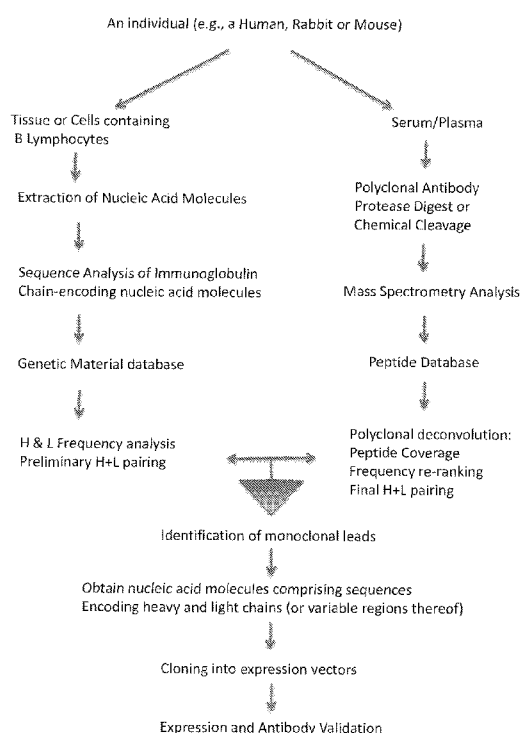 An individual (e.g., a Human, Rabbit or Mouse)
Tissue or Cells containing
B Lymphocytes
Extraction of Nucleic Acid Molecules
Sequence Analysis of Immunoglobulin
Chain-encoding nucleic acid molecules
Genetic Material database
H & L Frequency analysis
Preliminary H+L pairing
Serum/Plasma
Polyclonal Antibody
Protease Digest or
Chemical Cleavage
Mass Spectrometry Analysis
Peptide Database
Polyclonal deconvolution:
Peptide Coverage
Frequency re-ranking
Final H+L pairing
Identification of monoclonal leads
Obtain nucleic acid molecules comprising sequences
Encoding heavy and light chains (or variable regions thereof)
Cloning into expression vectors
Expression and Antibody Validation